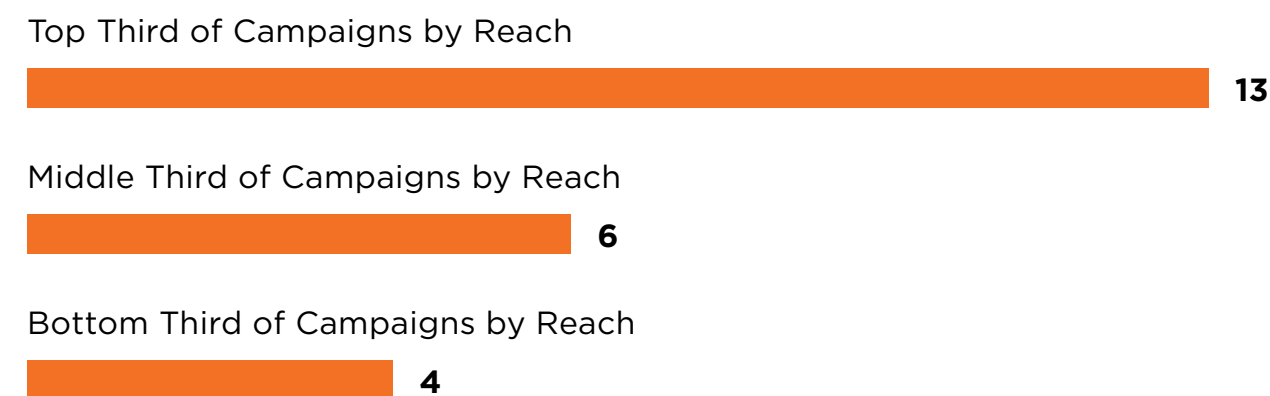 Top Third of Campaigns by Reach
13
Middle Third of Campaigns by Reach
6
Bottom Third of Campaigns by Reach
4